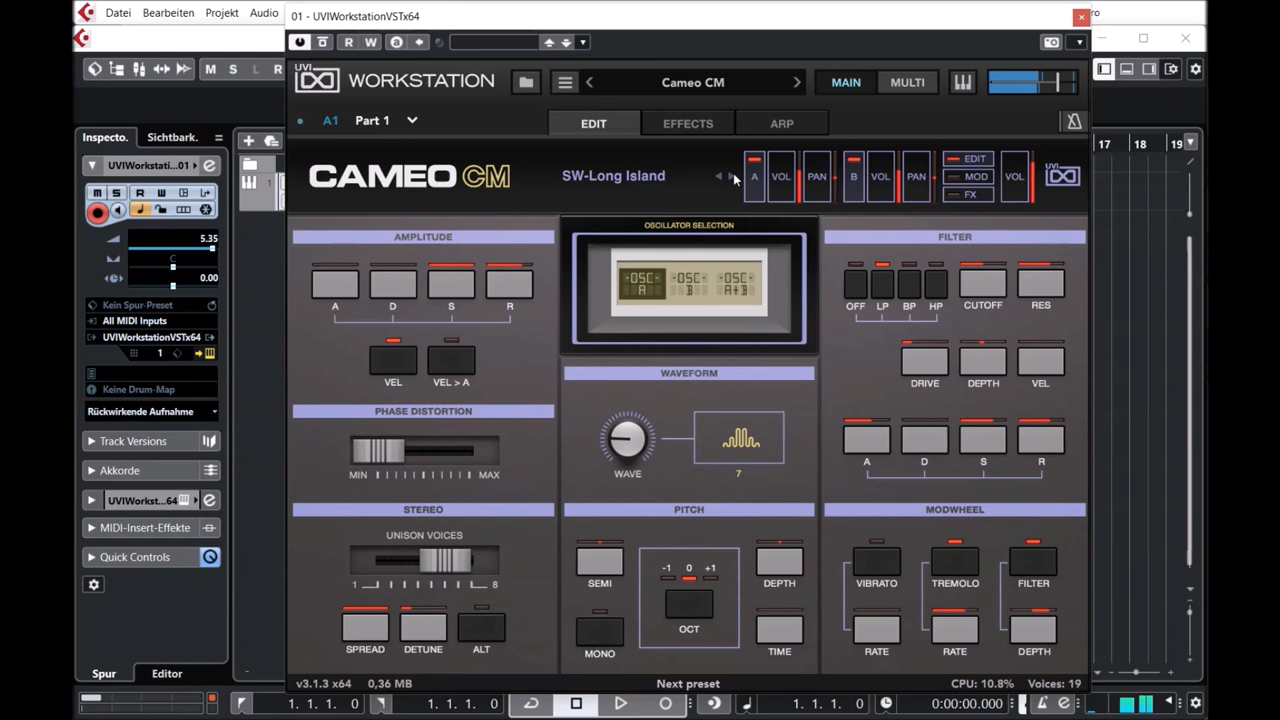 01 - UVIWorkstationVSTx64
Datei Bearbeiten Projekt Audio
M S L R
R W
WORKSTATION
Cameo CM
MAIN MULTI
A1 Part 1
EDIT EFFECTS ARP
17 18 19
Inspecto. Sichtbark.
UVIWorkstati...01
M S R W
5.35
C
0.00
Kein Spur-Preset
All MIDI Inputs
UVIWorkstationVSTx64
1
Keine Drum-Map
Rückwirkende Aufnahme
Track Versions
Akkorde
UVIWorkst...64
MIDI-Insert-Effekte
Quick Controls
Spur Editor
CAMEO CM
SW-Long Island
A VOL PAN B VOL PAN
EDIT
MOD
FX
VOL
AMPLITUDE
A D S R
VEL VEL > A
PHASE DISTORTION
MIN MAX
STEREO
UNISON VOICES
1 8
SPREAD DETUNE ALT
OSCILLATOR SELECTION
-OSC- -OSC- -OSC-
A B A+B
WAVEFORM
WAVE
7
PITCH
SEMI
-1 0 +1
OCT
DEPTH
MONO
TIME
FILTER
OFF LP BP HP CUTOFF RES
DRIVE DEPTH VEL
A D S R
MODWHEEL
VIBRATO TREMOLO FILTER
RATE RATE DEPTH
v3.1.3 x64 0,36 MB
Next preset
CPU: 10.8% Voices: 19
1. 1. 1. 0 1. 1. 1. 0
1. 1. 1. 0 0:00:00.000